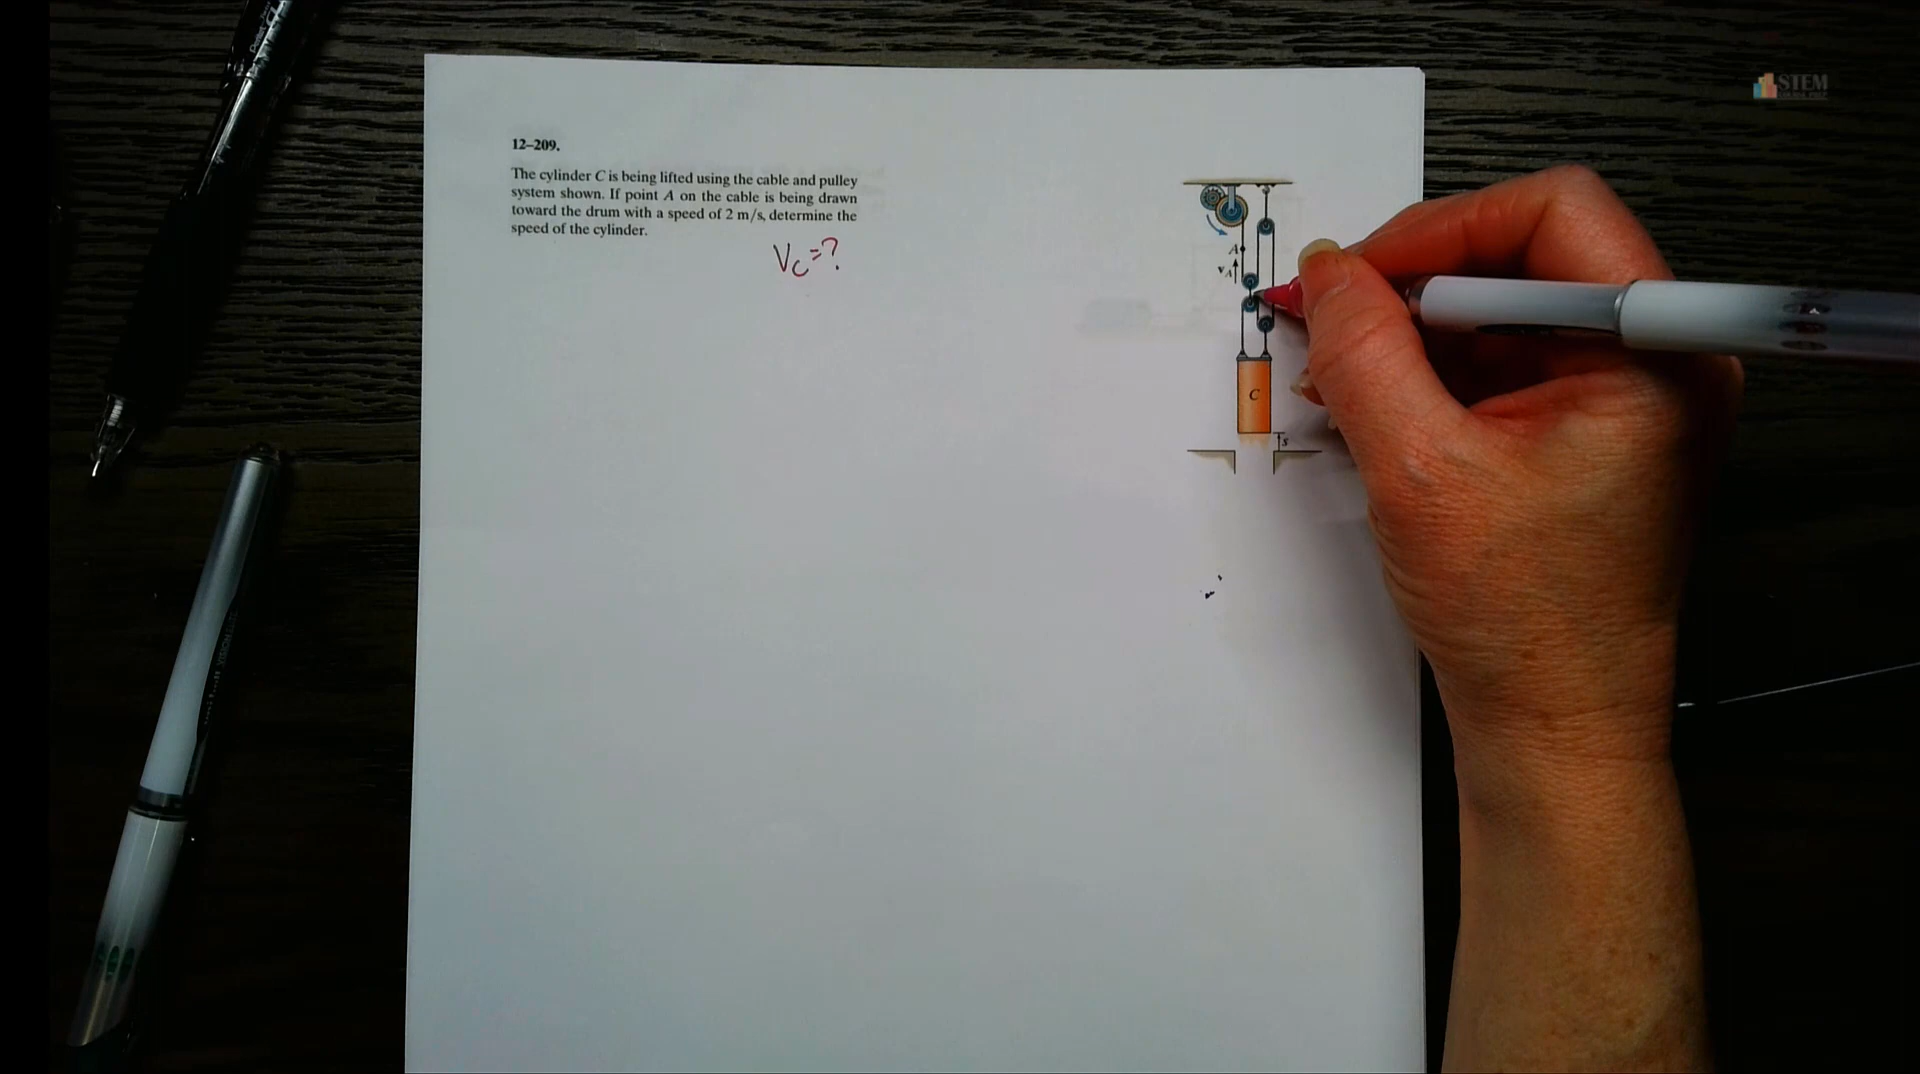 STEM
12–209.
The cylinder C is being lifted using the cable and pulley
system shown. If point A on the cable is being drawn
toward the drum with a speed of 2 m/s, determine the
speed of the cylinder.
Vc=?
A
vA
C
s